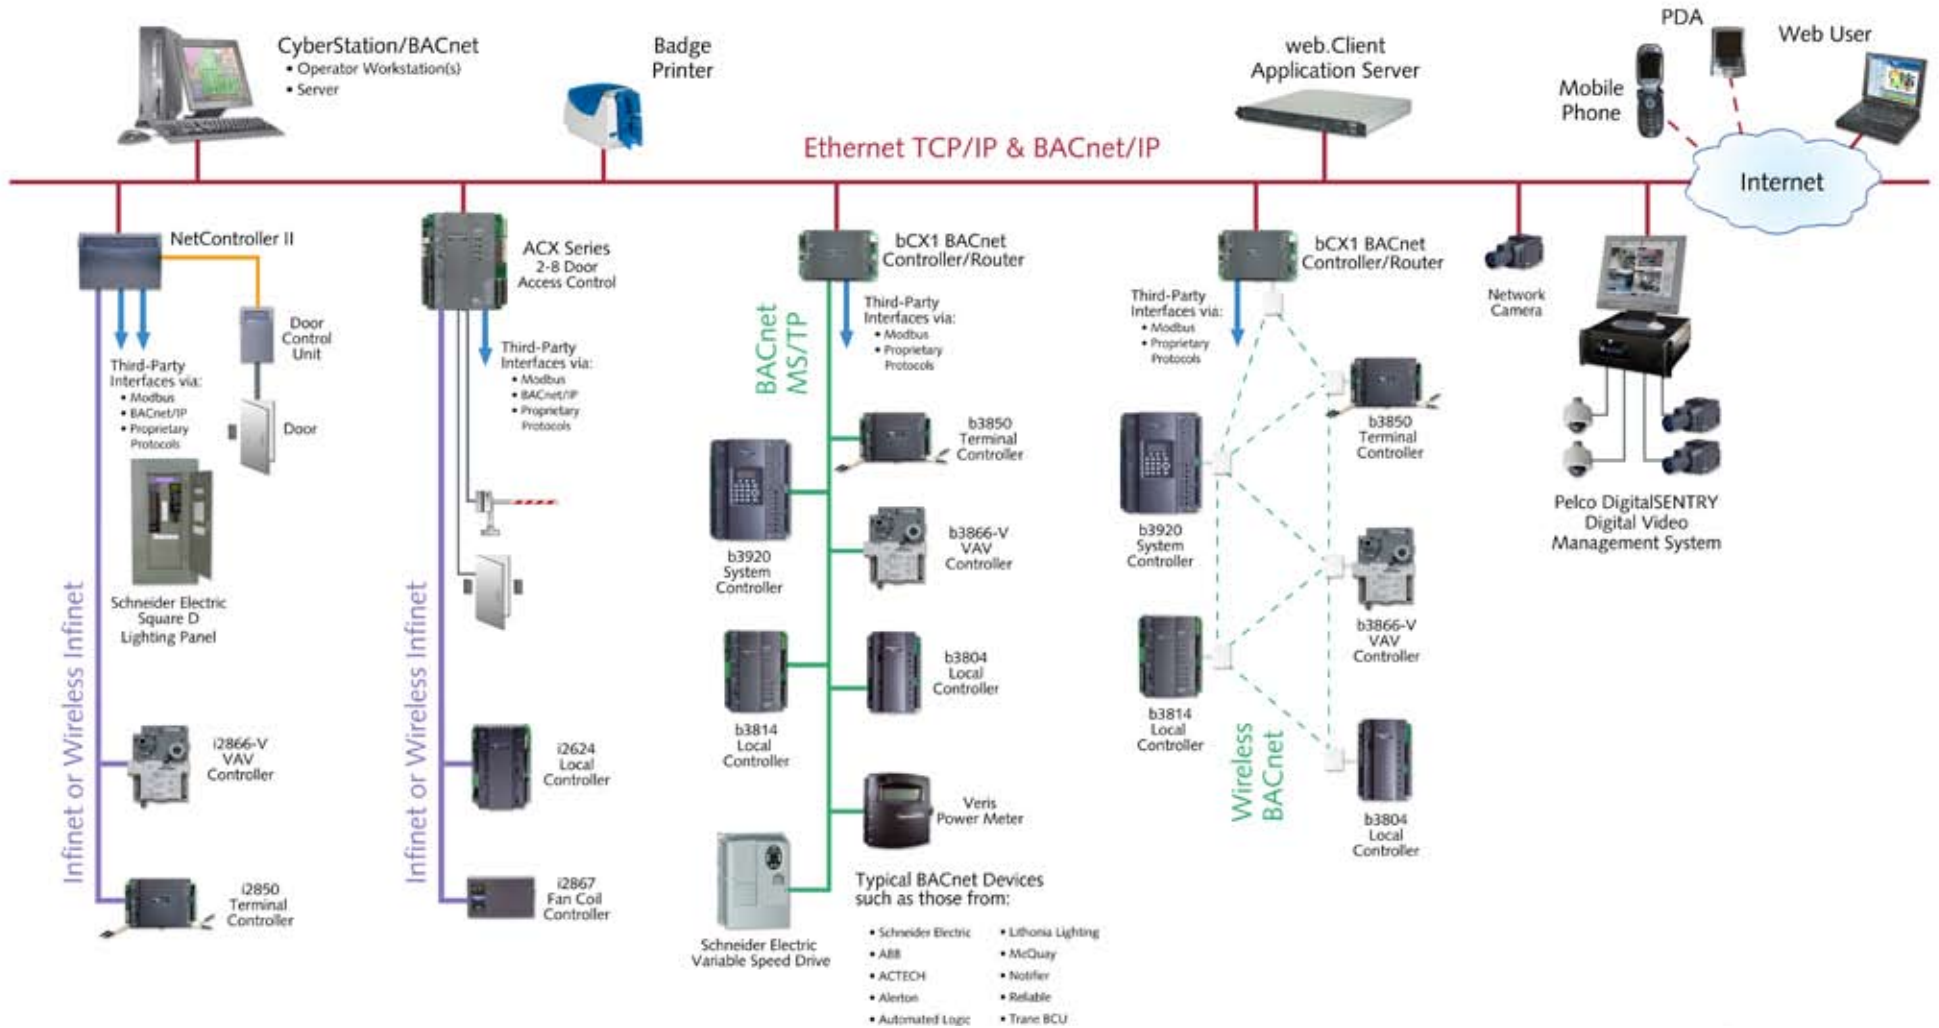 CyberStation/BACnet
• Operator Workstation(s)
• Server
Badge
Printer
web.Client
Application Server
PDA
Web User
Mobile
Phone
Ethernet TCP/IP & BACnet/IP
Internet
NetController II
Door
Control
Unit
Third-Party
Interfaces via:
• Modbus
• BACnet/IP
• Proprietary
Protocols
Door
Schneider Electric
Square D
Lighting Panel
Infinet or Wireless Infinet
i2866-V
VAV
Controller
i2850
Terminal
Controller
ACX Series
2-8 Door
Access Control
Third-Party
Interfaces via:
• Modbus
• BACnet/IP
• Proprietary
Protocols
Infinet or Wireless Infinet
i2624
Local
Controller
i2867
Fan Coil
Controller
bCX1 BACnet
Controller/Router
BACnet
MS/TP
Third-Party
Interfaces via:
• Modbus
• Proprietary
Protocols
b3850
Terminal
Controller
b3920
System
Controller
b3866-V
VAV
Controller
b3814
Local
Controller
b3804
Local
Controller
Veris
Power Meter
Schneider Electric
Variable Speed Drive
Typical BACnet Devices
such as those from:
• Schneider Electric
• ABB
• ACTECH
• Alerton
• Automated Logic
• Lithonia Lighting
• McQuay
• Notifier
• Reliable
• Trane BCU
bCX1 BACnet
Controller/Router
Third-Party
Interfaces via:
• Modbus
• Proprietary
Protocols
b3850
Terminal
Controller
b3920
System
Controller
b3866-V
VAV
Controller
b3814
Local
Controller
Wireless
BACnet
b3804
Local
Controller
Network
Camera
Pelco DigitalSENTRY
Digital Video
Management System